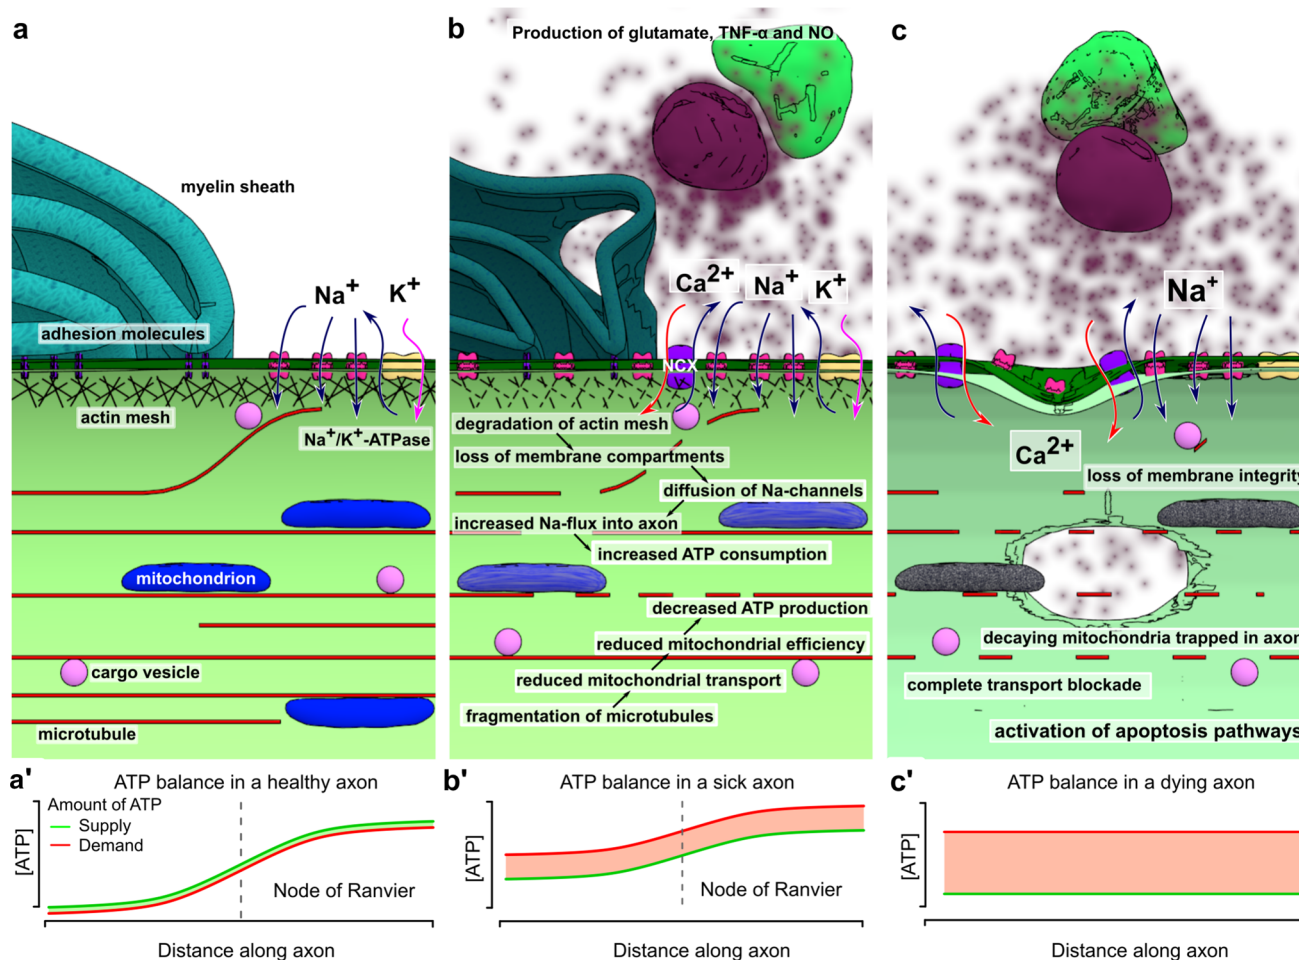 a
myelin sheath
Na+
K+
adhesion molecules
actin mesh
Na+/K+-ATPase
mitochondrion
cargo vesicle
microtubule
b
Production of glutamate, TNF-α and NO
Ca2+
Na+
K+
NCX
degradation of actin mesh
loss of membrane compartments
diffusion of Na-channels
increased Na-flux into axon
increased ATP consumption
decreased ATP production
reduced mitochondrial efficiency
reduced mitochondrial transport
fragmentation of microtubules
c
Na+
Ca2+
loss of membrane integrity
decaying mitochondria trapped in axon
complete transport blockade
activation of apoptosis pathways
a'
ATP balance in a healthy axon
Amount of ATP
Supply
Demand
[ATP]
Node of Ranvier
Distance along axon
b'
ATP balance in a sick axon
[ATP]
Node of Ranvier
Distance along axon
c'
ATP balance in a dying axon
[ATP]
Distance along axon